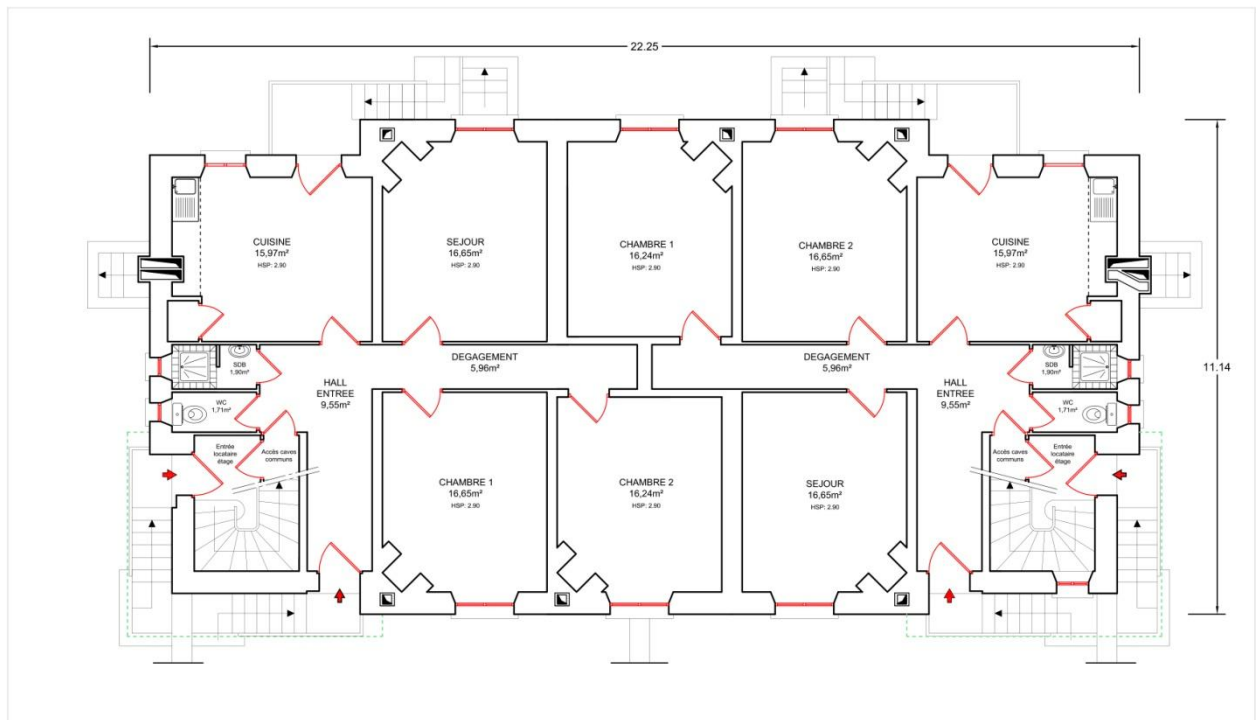 22.25
11.14
CUISINE
15,97m²
HSP: 2.90
SEJOUR
16,65m²
HSP: 2.90
CHAMBRE 1
16,24m²
HSP: 2.90
CHAMBRE 2
16,65m²
HSP: 2.90
CUISINE
15,97m²
HSP: 2.90
SDB
1,90m²
DEGAGEMENT
5,96m²
DEGAGEMENT
5,96m²
SDB
1,90m²
HALL
ENTREE
9,55m²
HALL
ENTREE
9,55m²
WC
1,71m²
WC
1,71m²
Entrée
locataire
étage
Accès caves
communs
Accès caves
communs
Entrée
locataire
étage
CHAMBRE 1
16,65m²
HSP: 2.90
CHAMBRE 2
16,24m²
HSP: 2.90
SEJOUR
16,65m²
HSP: 2.90